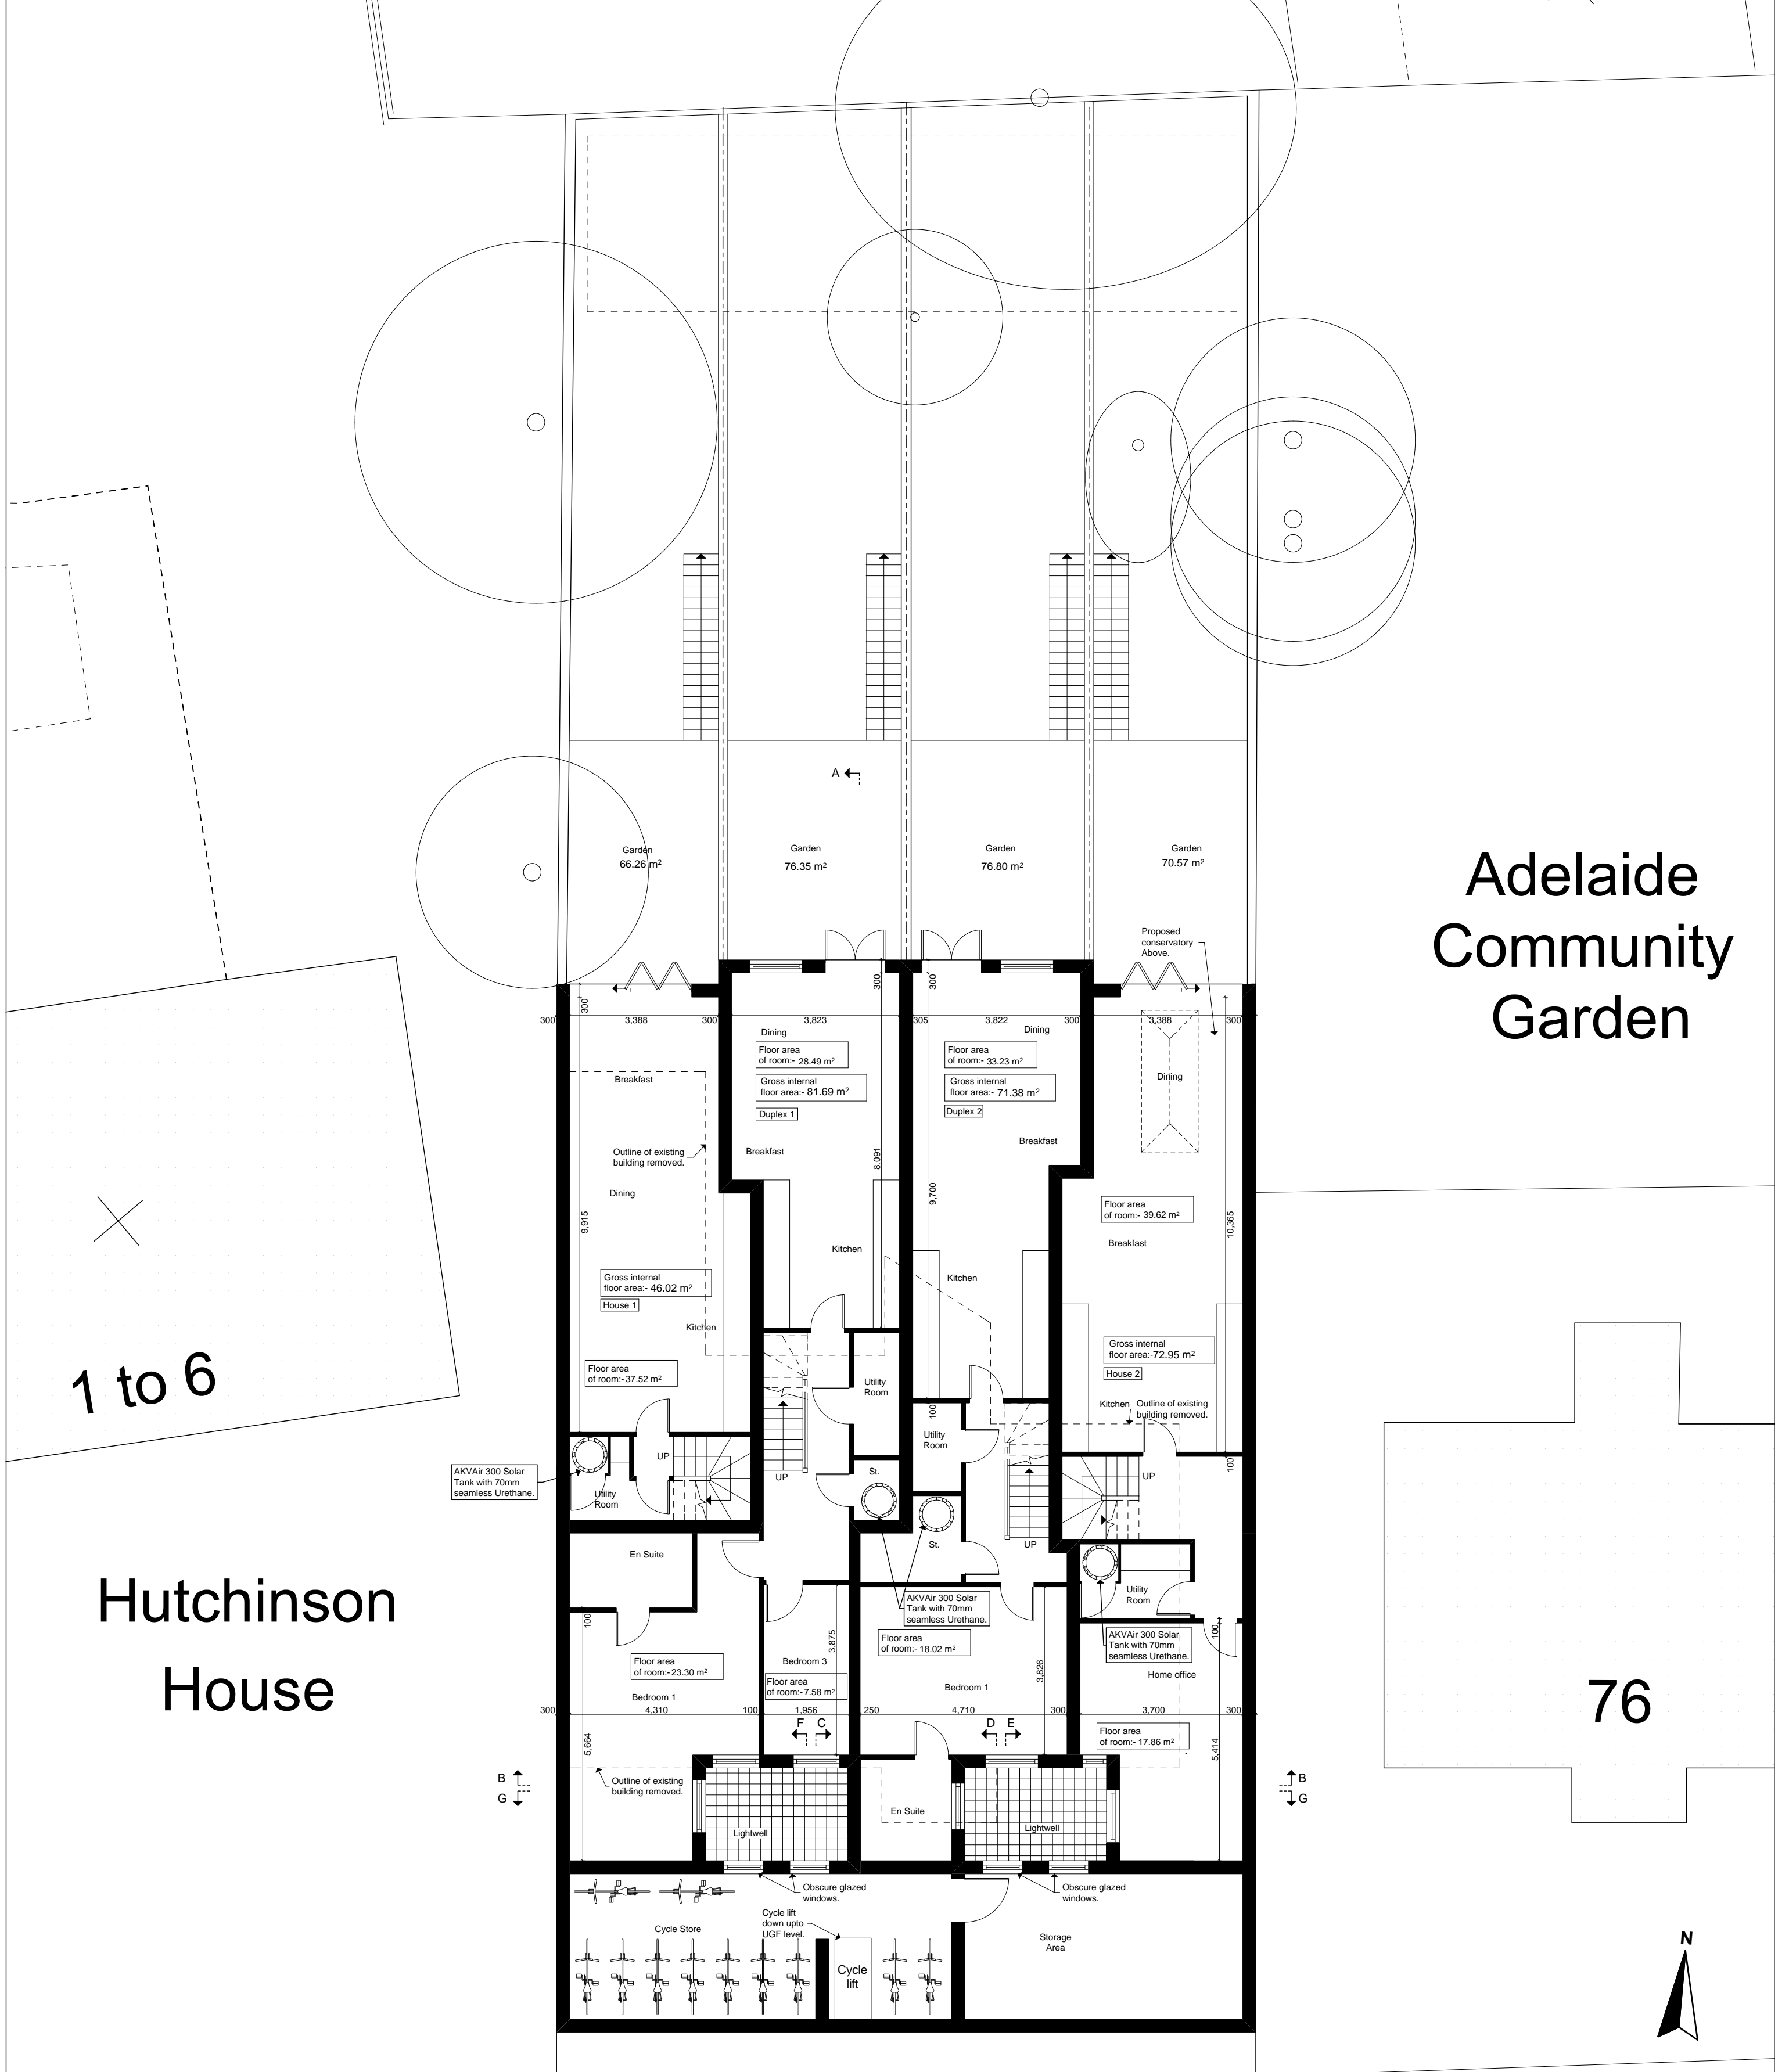 A
Garden
66.26 m²
Garden
76.35 m²
Garden
76.80 m²
Garden
70.57 m²
Adelaide
Community
Garden
Proposed
conservatory
Above.
300
300
300
300
3,388
300
3,823
305
3,822
300
3,388
300
Dining
Floor area
of room:- 28.49 m²
Gross internal
floor area:- 81.69 m²
Duplex 1
Breakfast
8,091
Kitchen
Dining
Floor area
of room:- 33.23 m²
Gross internal
floor area:- 71.38 m²
Duplex 2
Breakfast
9,700
Kitchen
Breakfast
Outline of existing
building removed.
Dining
9,915
Gross internal
floor area:- 46.02 m²
House 1
Kitchen
Floor area
of room:- 37.52 m²
Dining
Floor area
of room:- 39.62 m²
10,365
Breakfast
Gross internal
floor area:-72.95 m²
House 2
Kitchen
Outline of existing
building removed.
1 to 6
Hutchinson
House
76
AKVAir 300 Solar
Tank with 70mm
seamless Urethane.
Utility
Room
UP
UP
Utility
Room
St.
100
Utility
Room
St.
UP
UP
100
Utility
Room
En Suite
100
AKVAir 300 Solar
Tank with 70mm
seamless Urethane.
AKVAir 300 Solar
Tank with 70mm
seamless Urethane.
100
Floor area
of room:- 23.30 m²
Bedroom 1
Bedroom 3
3,875
Floor area
of room:- 7.58 m²
Floor area
of room:- 18.02 m²
Bedroom 1
3,826
Home office
Floor area
of room:- 17.86 m²
300
4,310
100
1,956
250
4,710
300
3,700
300
F
C
D
E
5,664
5,414
B
G
B
G
Outline of existing
building removed.
Lightwell
En Suite
Lightwell
Obscure glazed
windows.
Obscure glazed
windows.
Cycle Store
Cycle lift
down upto
UGF level.
Cycle
lift
Storage
Area
N